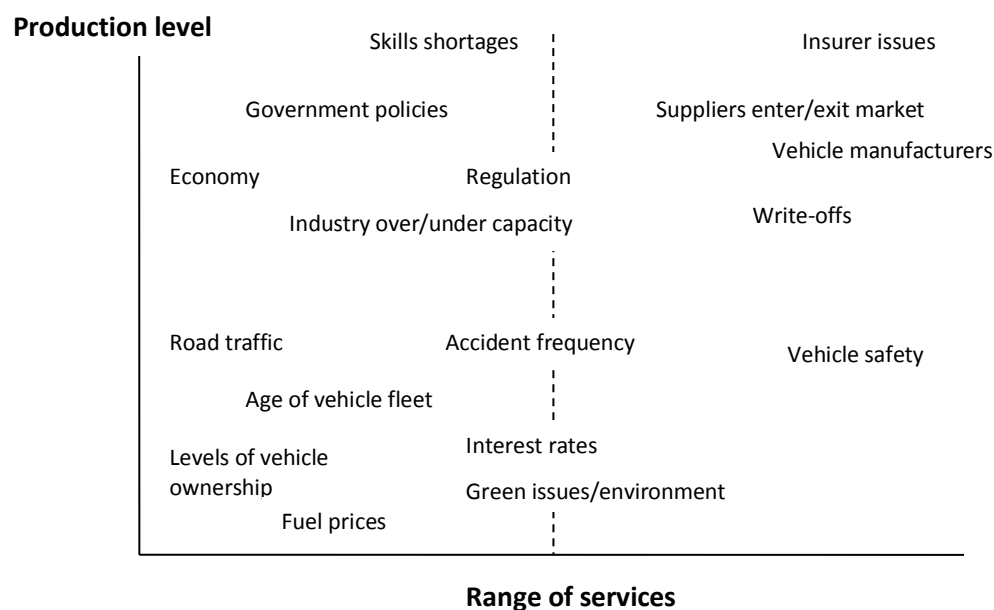 Production level
Skills shortages
Insurer issues
Government policies
Suppliers enter/exit market
Vehicle manufacturers
Economy
Regulation
Write-offs
Industry over/under capacity
Road traffic
Accident frequency
Vehicle safety
Age of vehicle fleet
Interest rates
Levels of vehicle
ownership
Green issues/environment
Fuel prices
Range of services